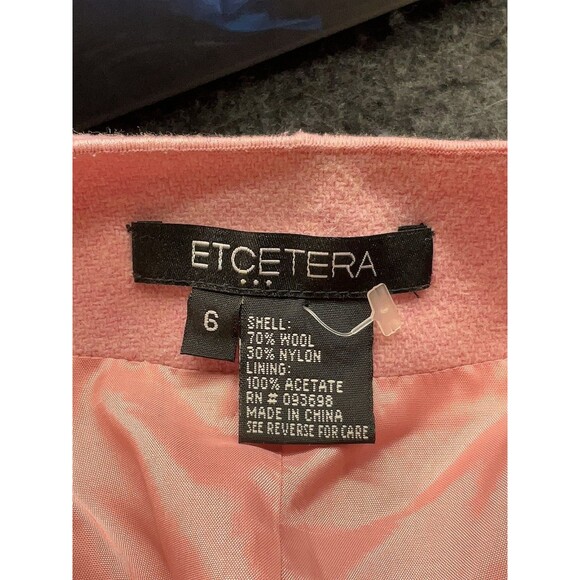 ETCETERA
6
SHELL:
70% WOOL
30% NYLON
LINING:
100% ACETATE
RN # 093698
MADE IN CHINA
SEE REVERSE FOR CARE